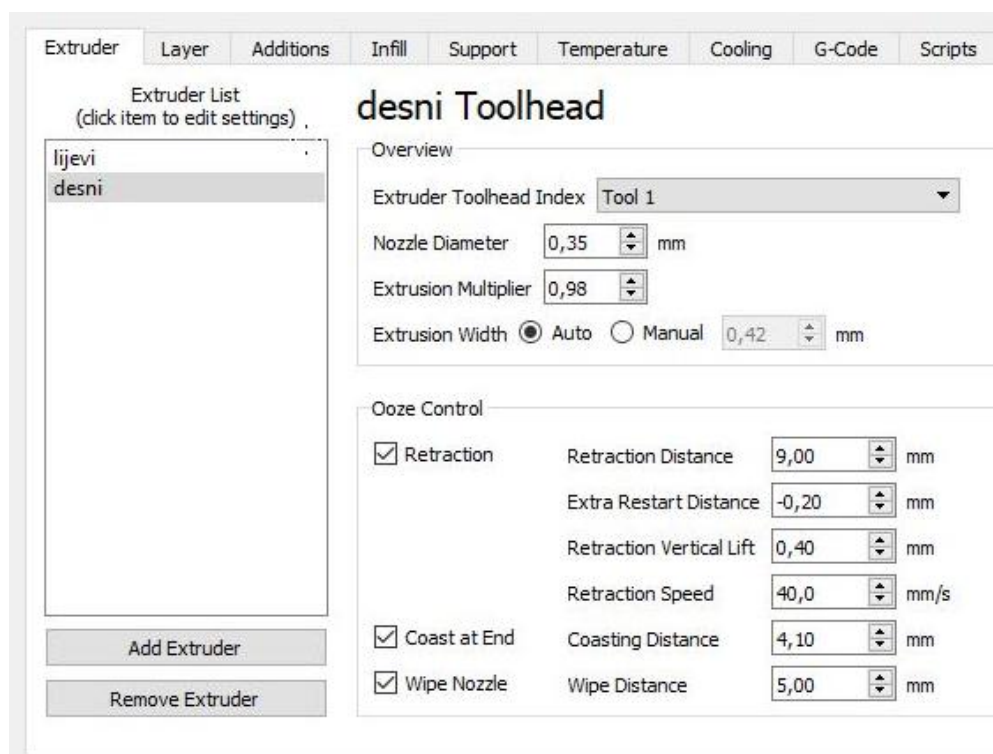 Extruder Layer Additions Infill Support Temperature Cooling G-Code Scripts
Extruder List
(click item to edit settings)
lijevi
desni
Add Extruder
Remove Extruder
desni Toolhead
Overview
Extruder Toolhead Index Tool 1
Nozzle Diameter 0,35 mm
Extrusion Multiplier 0,98
Extrusion Width Auto Manual 0,42 mm
Ooze Control
Retraction Retraction Distance 9,00 mm
Extra Restart Distance -0,20 mm
Retraction Vertical Lift 0,40 mm
Retraction Speed 40,0 mm/s
Coast at End Coasting Distance 4,10 mm
Wipe Nozzle Wipe Distance 5,00 mm